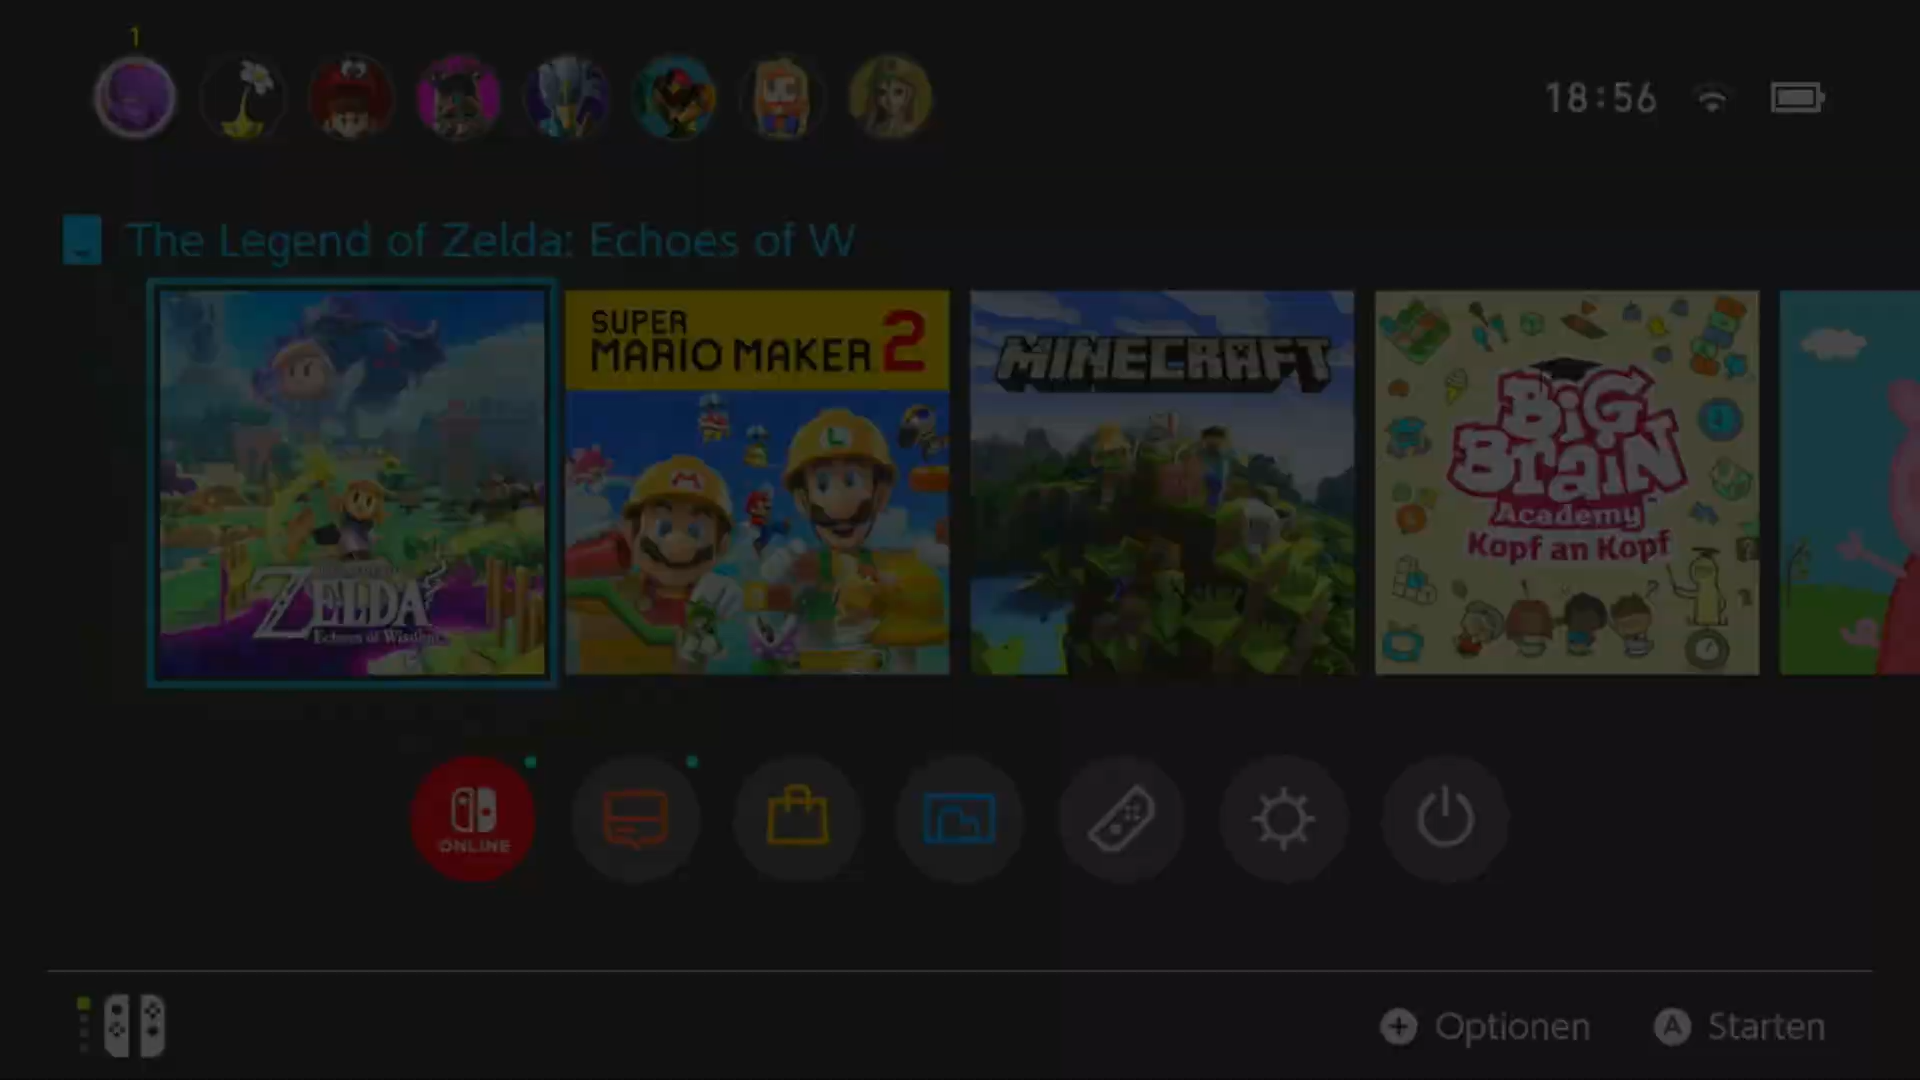 1
18:56
The Legend of Zelda: Echoes of W
SUPER
MARIO MAKER 2
MINECRAFT
BiG
BRaiN
Academy
Kopf an Kopf
ZELDA
Echoes of Wisdom
ONLINE
Optionen
A Starten